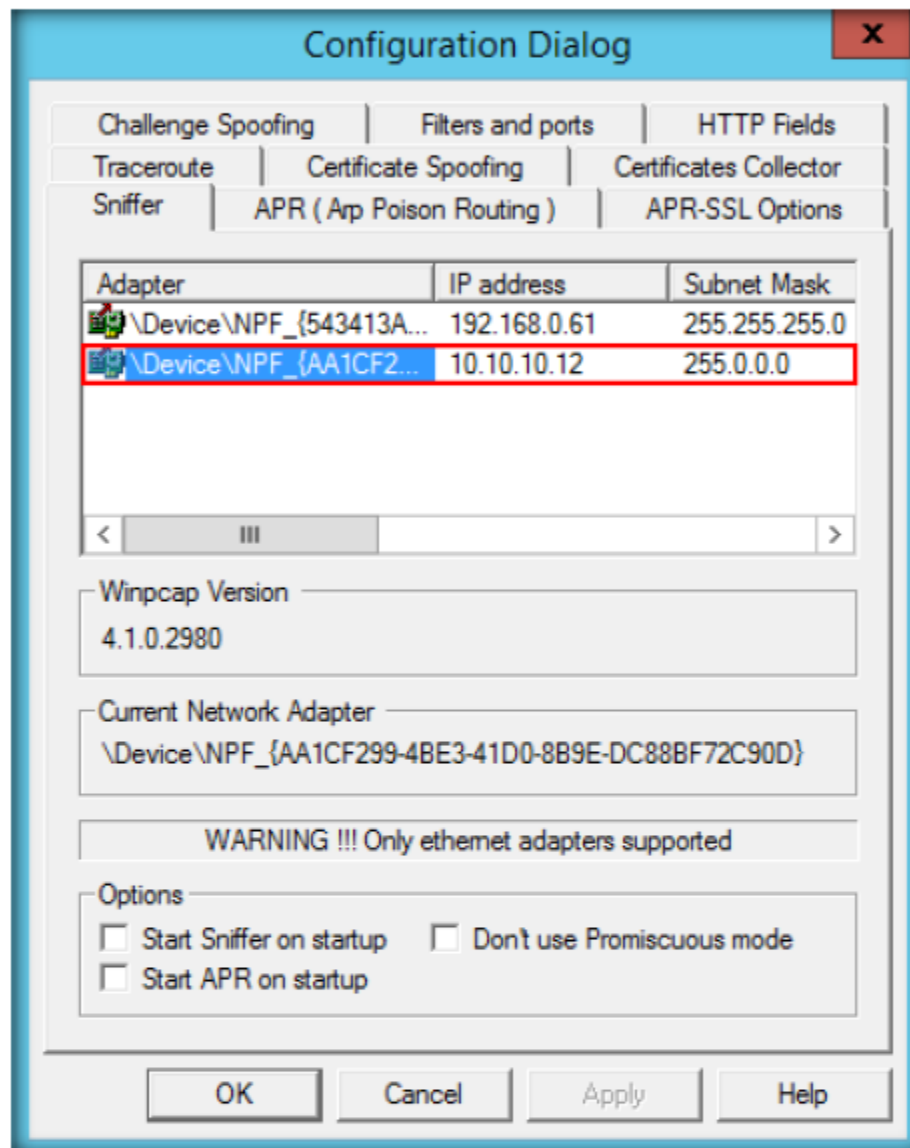 Configuration Dialog
x
Challenge Spoofing Filters and ports HTTP Fields
Traceroute Certificate Spoofing Certificates Collector
Sniffer APR ( Arp Poison Routing ) APR-SSL Options
Adapter IP address Subnet Mask
\Device\NPF_{543413A... 192.168.0.61 255.255.255.0
\Device\NPF_{AA1CF2... 10.10.10.12 255.0.0.0
Winpcap Version
4.1.0.2980
Current Network Adapter
\Device\NPF_{AA1CF299-4BE3-41D0-8B9E-DC88BF72C90D}
WARNING !!! Only ethernet adapters supported
Options
Start Sniffer on startup Don't use Promiscuous mode
Start APR on startup
OK Cancel Apply Help